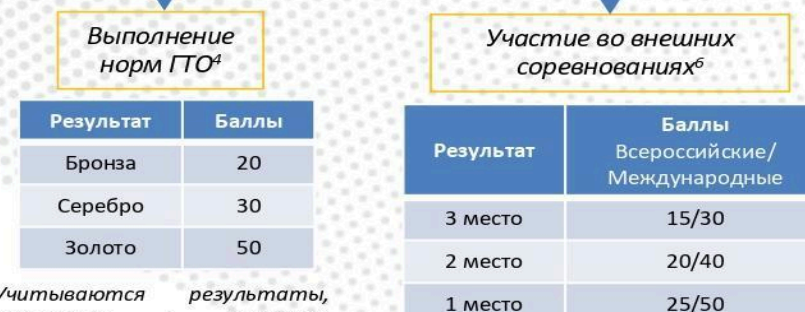 Выполнение
норм ГТО⁴
Результат Баллы
Бронза 20
Серебро 30
Золото 50
Учитываются результаты,
Участие во внешних
соревнованиях⁶
Результат Баллы
Всероссийские/
Международные
3 место 15/30
2 место 20/40
1 место 25/50